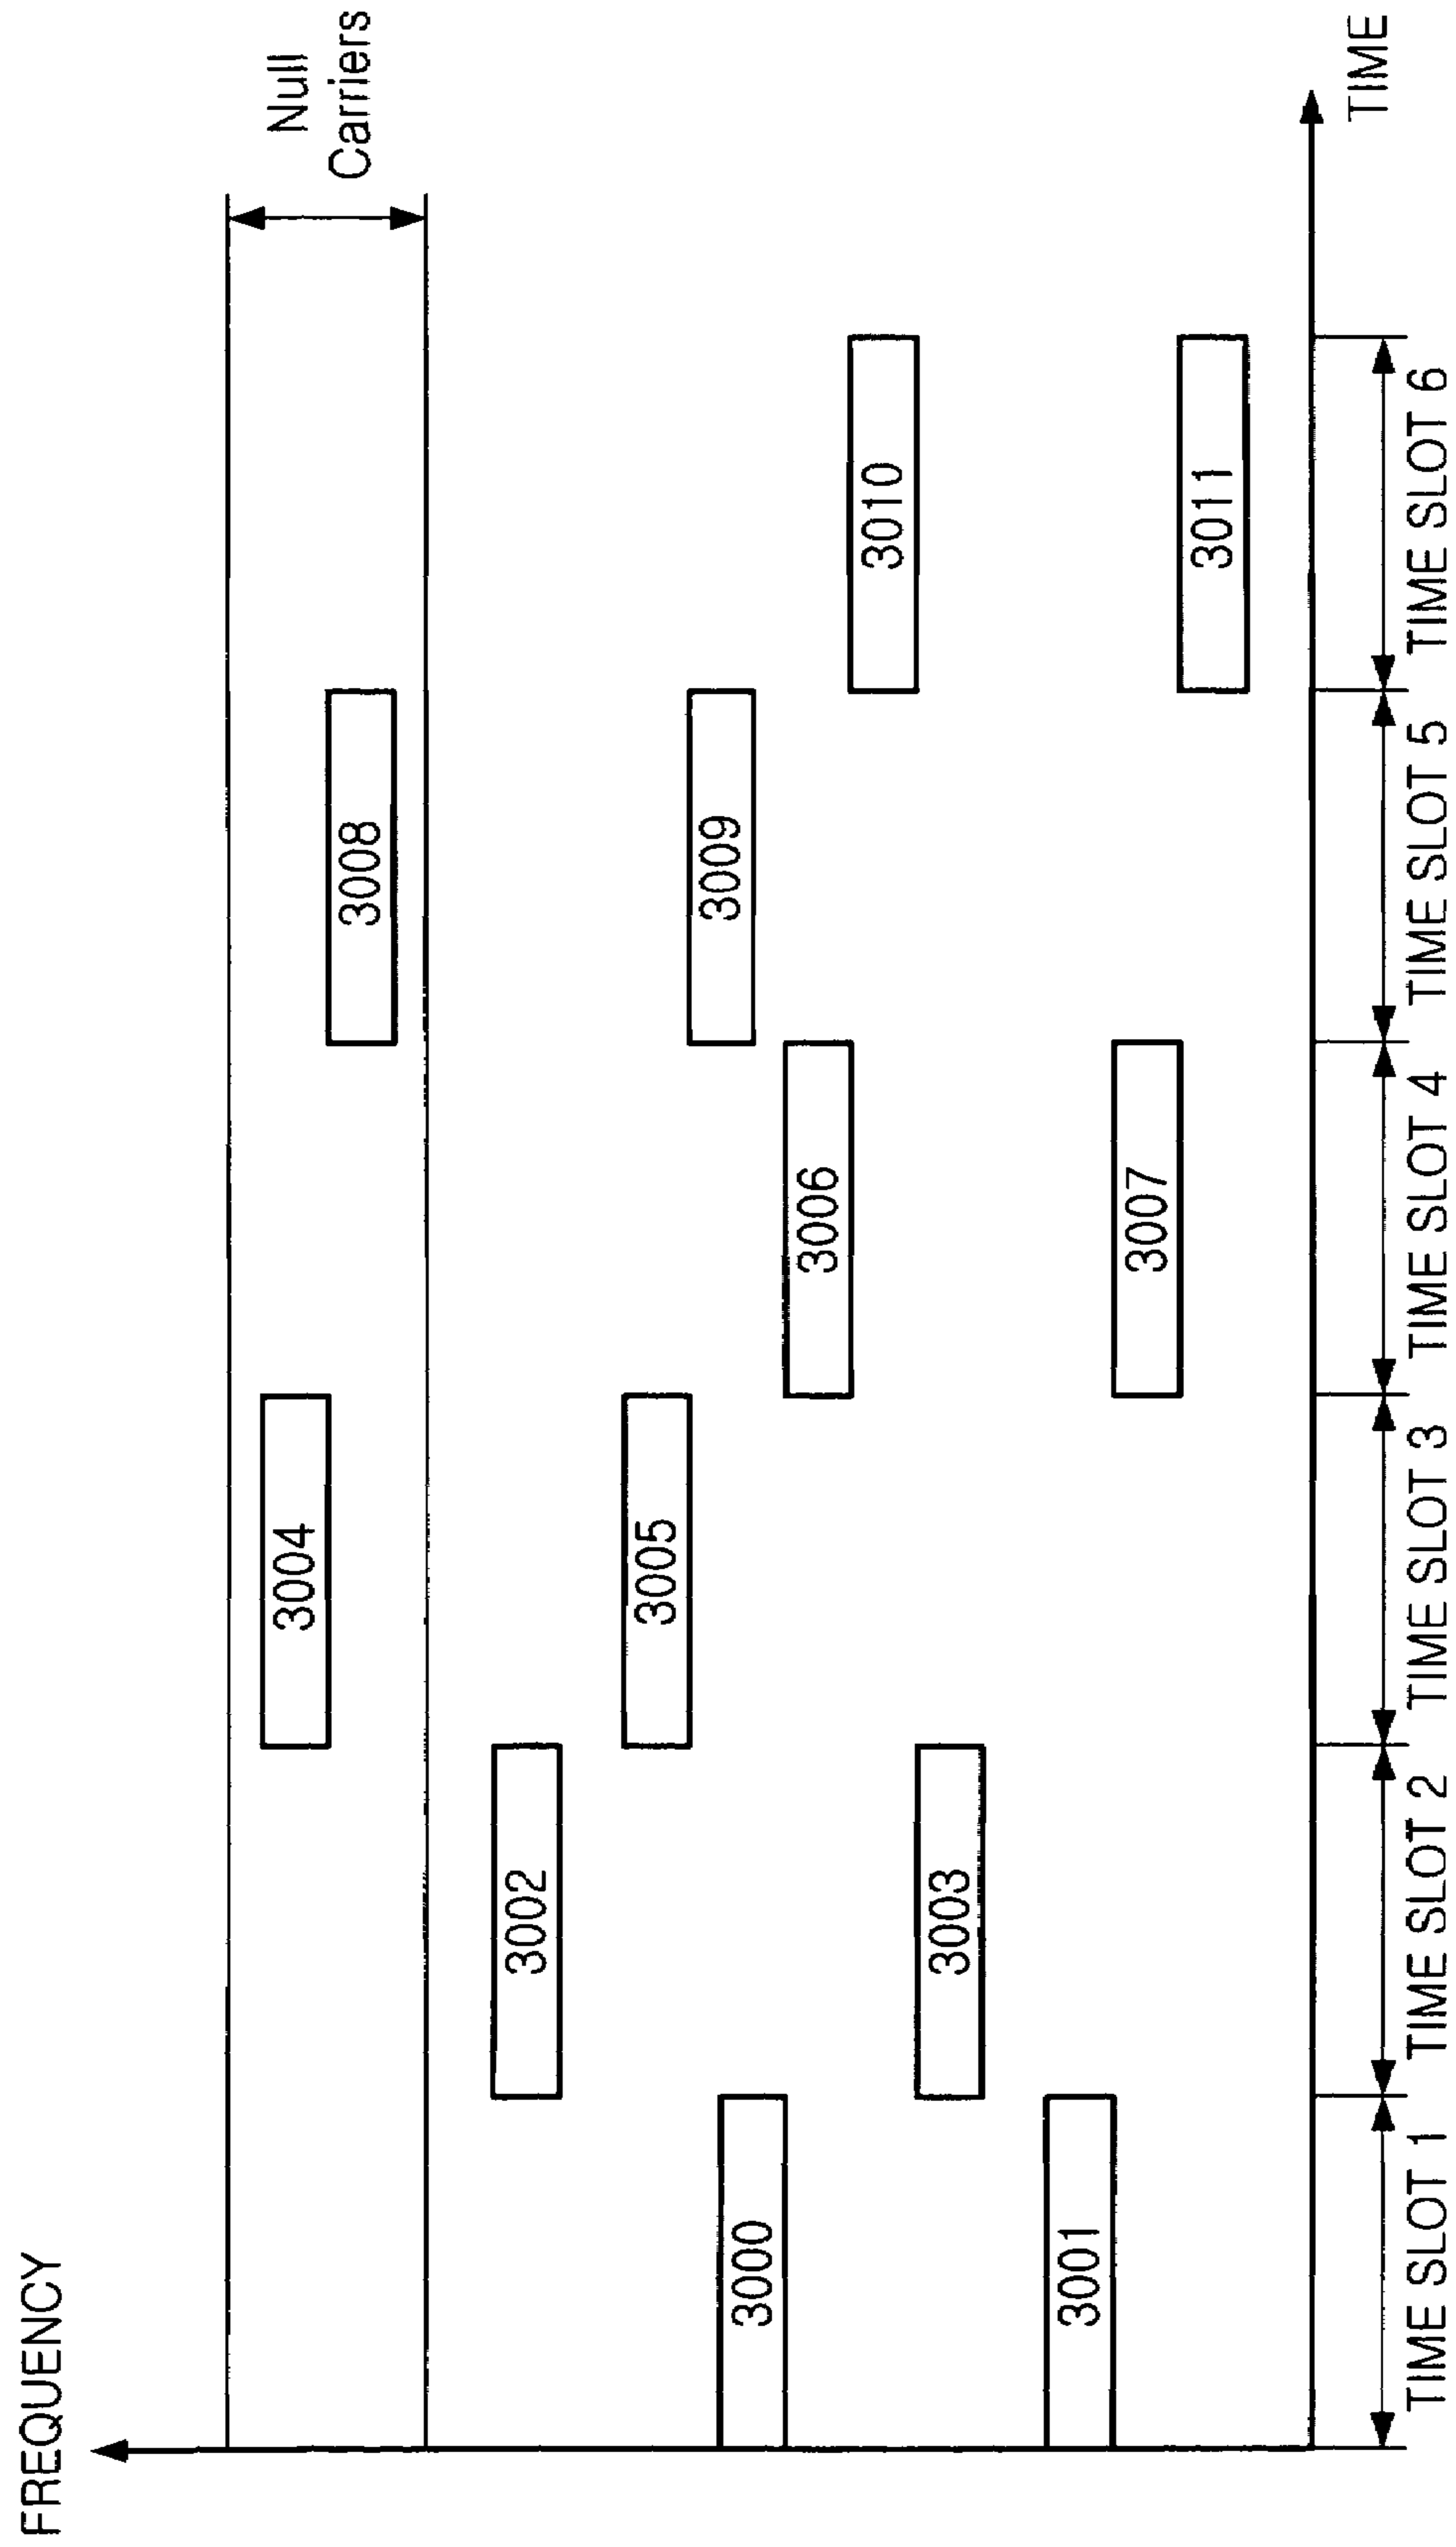 FREQUENCY
Null
Carriers
3004
3008
3002
3005
3009
3000
3006
3010
3003
3001
3007
3011
TIME
TIME SLOT 1
TIME SLOT 2
TIME SLOT 3
TIME SLOT 4
TIME SLOT 5
TIME SLOT 6